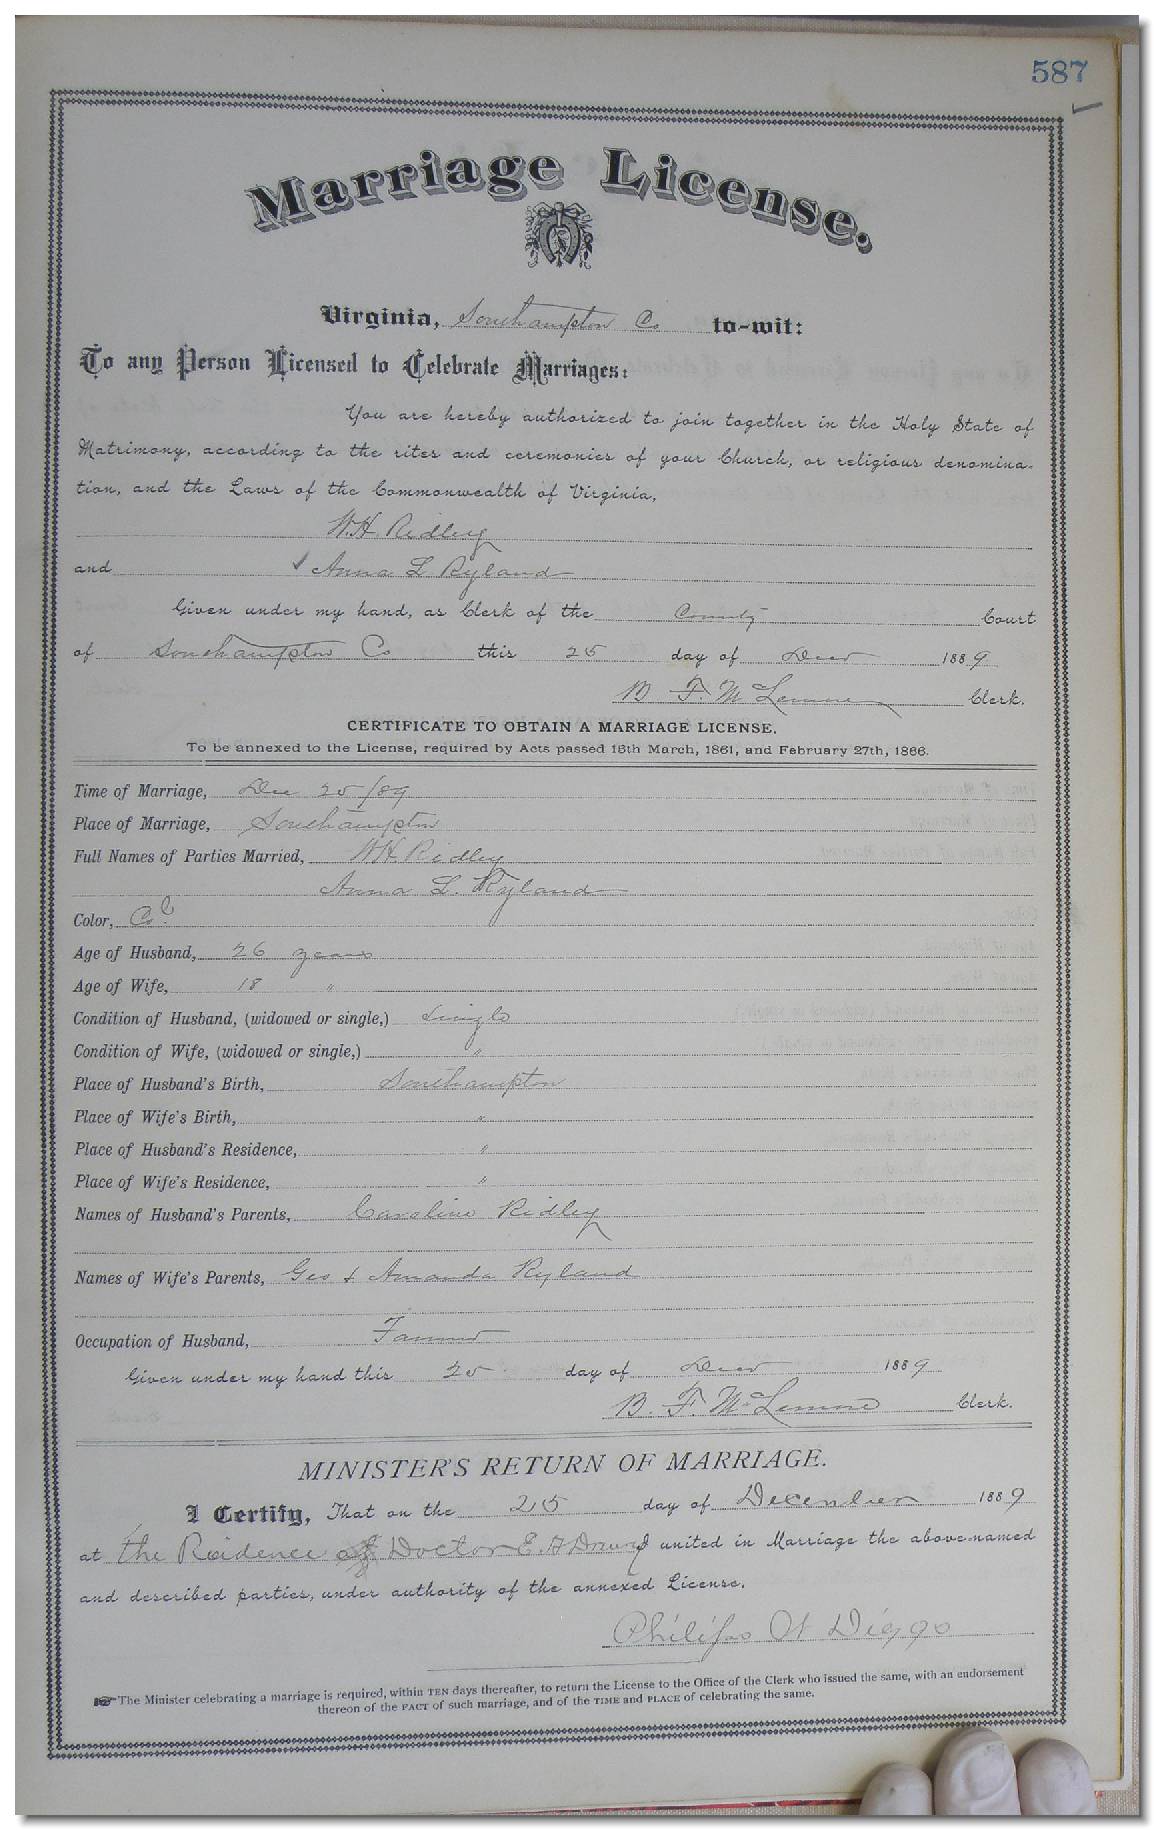 587
Marriage License.
Virginia, Southampton Co to-wit:
To any Person Licensed to Celebrate Marriages:
You are hereby authorized to join together in the Holy State of
Matrimony, according to the rites and ceremonies of your Church, or religious denomina-
tion, and the Laws of the Commonwealth of Virginia,
W.H. Ridley
and Anna L Ryland
Given under my hand, as Clerk of the County Court
of Southampton Co this 25 day of Decr 1889
B F. McLemore Clerk.
CERTIFICATE TO OBTAIN A MARRIAGE LICENSE.
To be annexed to the License, required by Acts passed 16th March, 1861, and February 27th, 1866.
Time of Marriage, Dec 25/89
Place of Marriage, Southampton
Full Names of Parties Married, W.H. Ridley
Anna L. Ryland
Color, Cold
Age of Husband, 26 years
Age of Wife, 18 "
Condition of Husband, (widowed or single,) Single
Condition of Wife, (widowed or single,) "
Place of Husband's Birth, Southampton
Place of Wife's Birth, "
Place of Husband's Residence, "
Place of Wife's Residence, "
Names of Husband's Parents, Caroline Ridley
Names of Wife's Parents, Geo & Amanda Ryland
Occupation of Husband, Farmer
Given under my hand this 25 day of Decr 1889
B. F. McLemore Clerk.
MINISTER'S RETURN OF MARRIAGE.
I Certify, That on the 25 day of December 1889
at the Reidence of Doctor E. united in Marriage the above-named
and described parties, under authority of the annexed License.
Diggs
☞ The Minister celebrating a marriage is required, within TEN days thereafter, to return the License to the Office of the Clerk who issued the same, with an endorsement
thereon of the FACT of such marriage, and of the TIME and PLACE of celebrating the same.